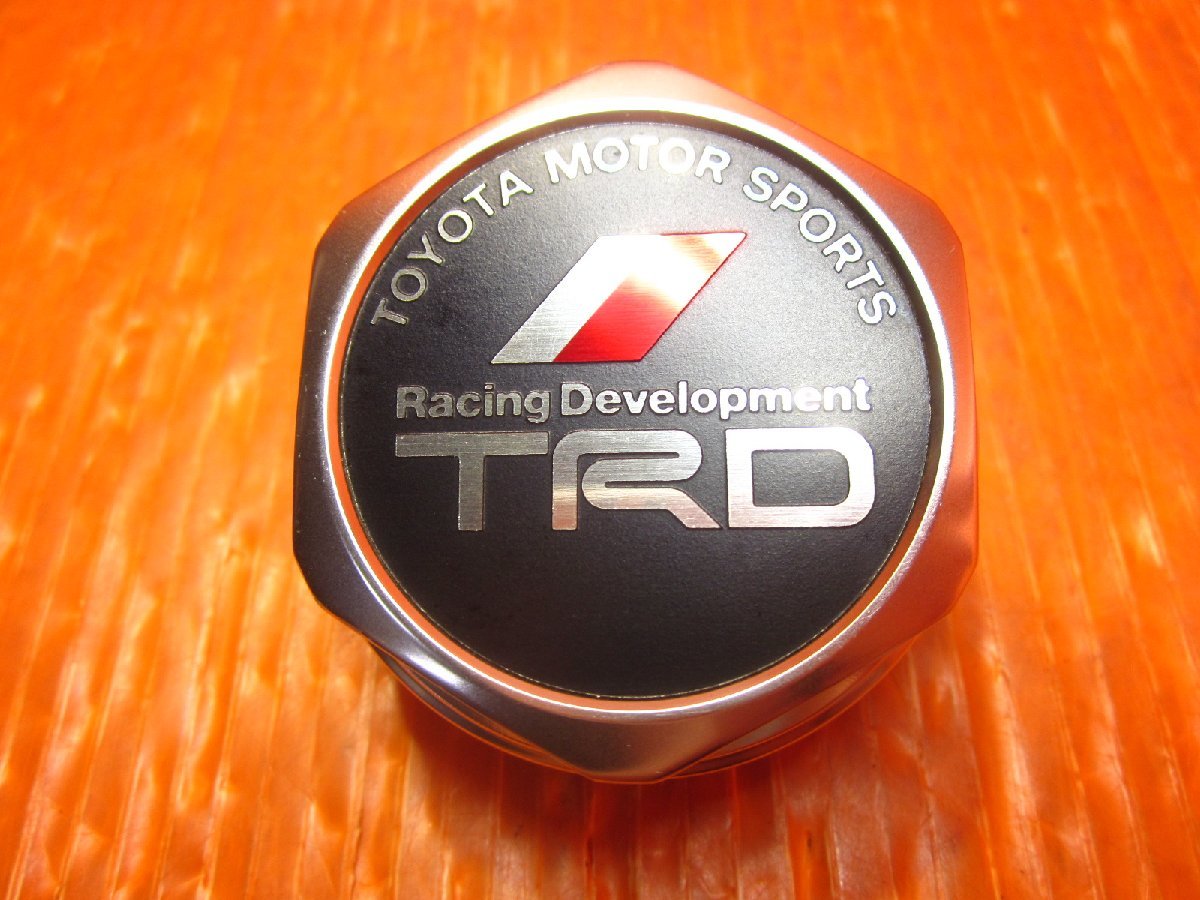 TOYOTA MOTOR SPORTS
Racing Development
TRD